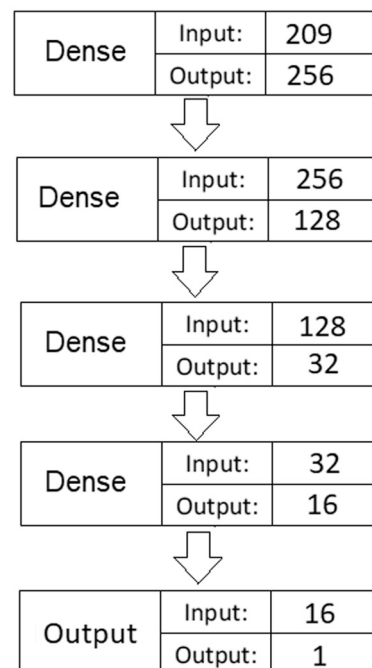 Dense Input: 209
Output: 256
Dense Input: 256
Output: 128
Dense Input: 128
Output: 32
Dense Input: 32
Output: 16
Output Input: 16
Output: 1